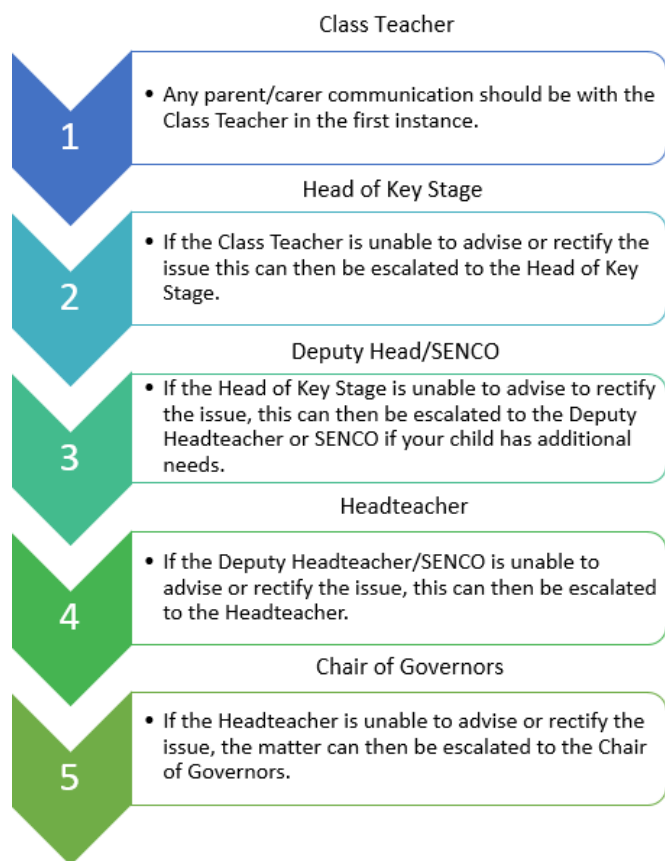 Class Teacher
1
• Any parent/carer communication should be with the
Class Teacher in the first instance.
Head of Key Stage
2
• If the Class Teacher is unable to advise or rectify the
issue this can then be escalated to the Head of Key
Stage.
Deputy Head/SENCO
3
• If the Head of Key Stage is unable to advise to rectify
the issue, this can then be escalated to the Deputy
Headteacher or SENCO if your child has additional
needs.
Headteacher
4
• If the Deputy Headteacher/SENCO is unable to
advise or rectify the issue, this can then be escalated
to the Headteacher.
Chair of Governors
5
• If the Headteacher is unable to advise or rectify the
issue, the matter can then be escalated to the Chair
of Governors.